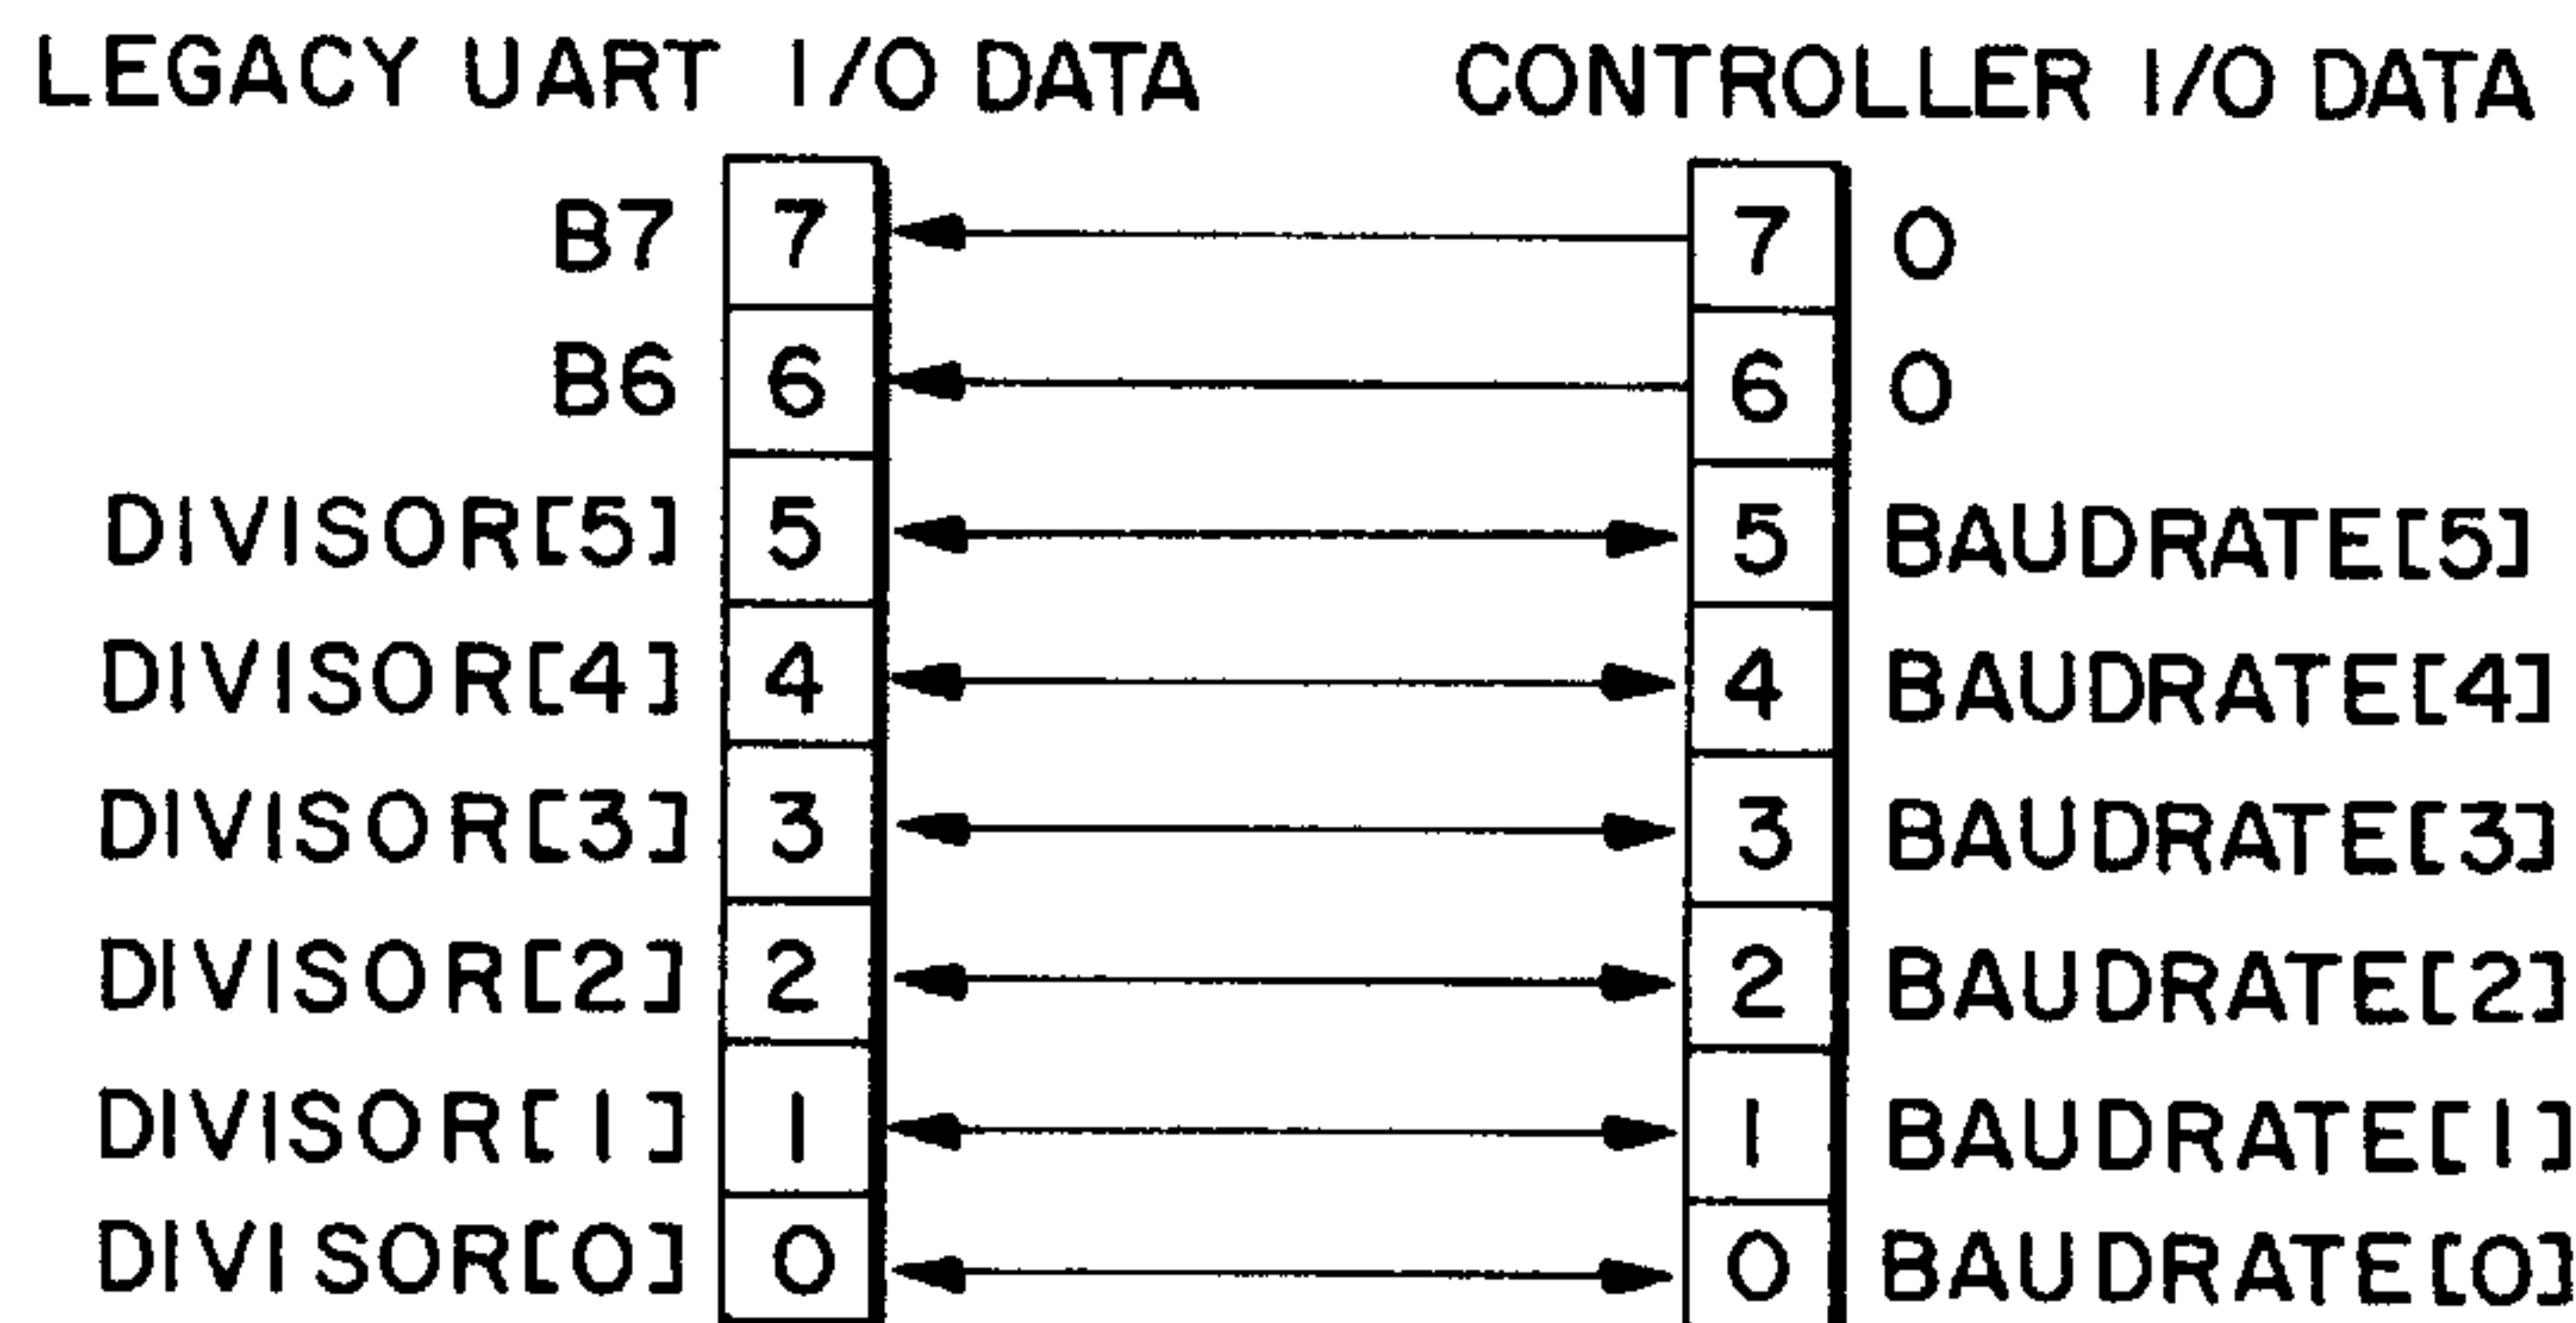 LEGACY UART I/O DATA CONTROLLER I/O DATA
B7 7 7 0
B6 6 6 0
DIVISOR[5] 5 5 BAUDRATE[5]
DIVISOR[4] 4 4 BAUDRATE[4]
DIVISOR[3] 3 3 BAUDRATE[3]
DIVISOR[2] 2 2 BAUDRATE[2]
DIVISOR[1] 1 1 BAUDRATE[1]
DIVISOR[0] 0 0 BAUDRATE[0]